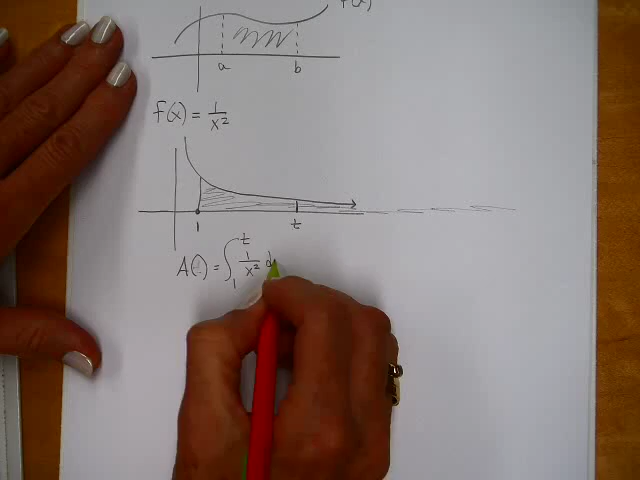 f(x)
a b
f(x) = 1/x²
1 t
A(t) = ∫₁ᵗ 1/x² d